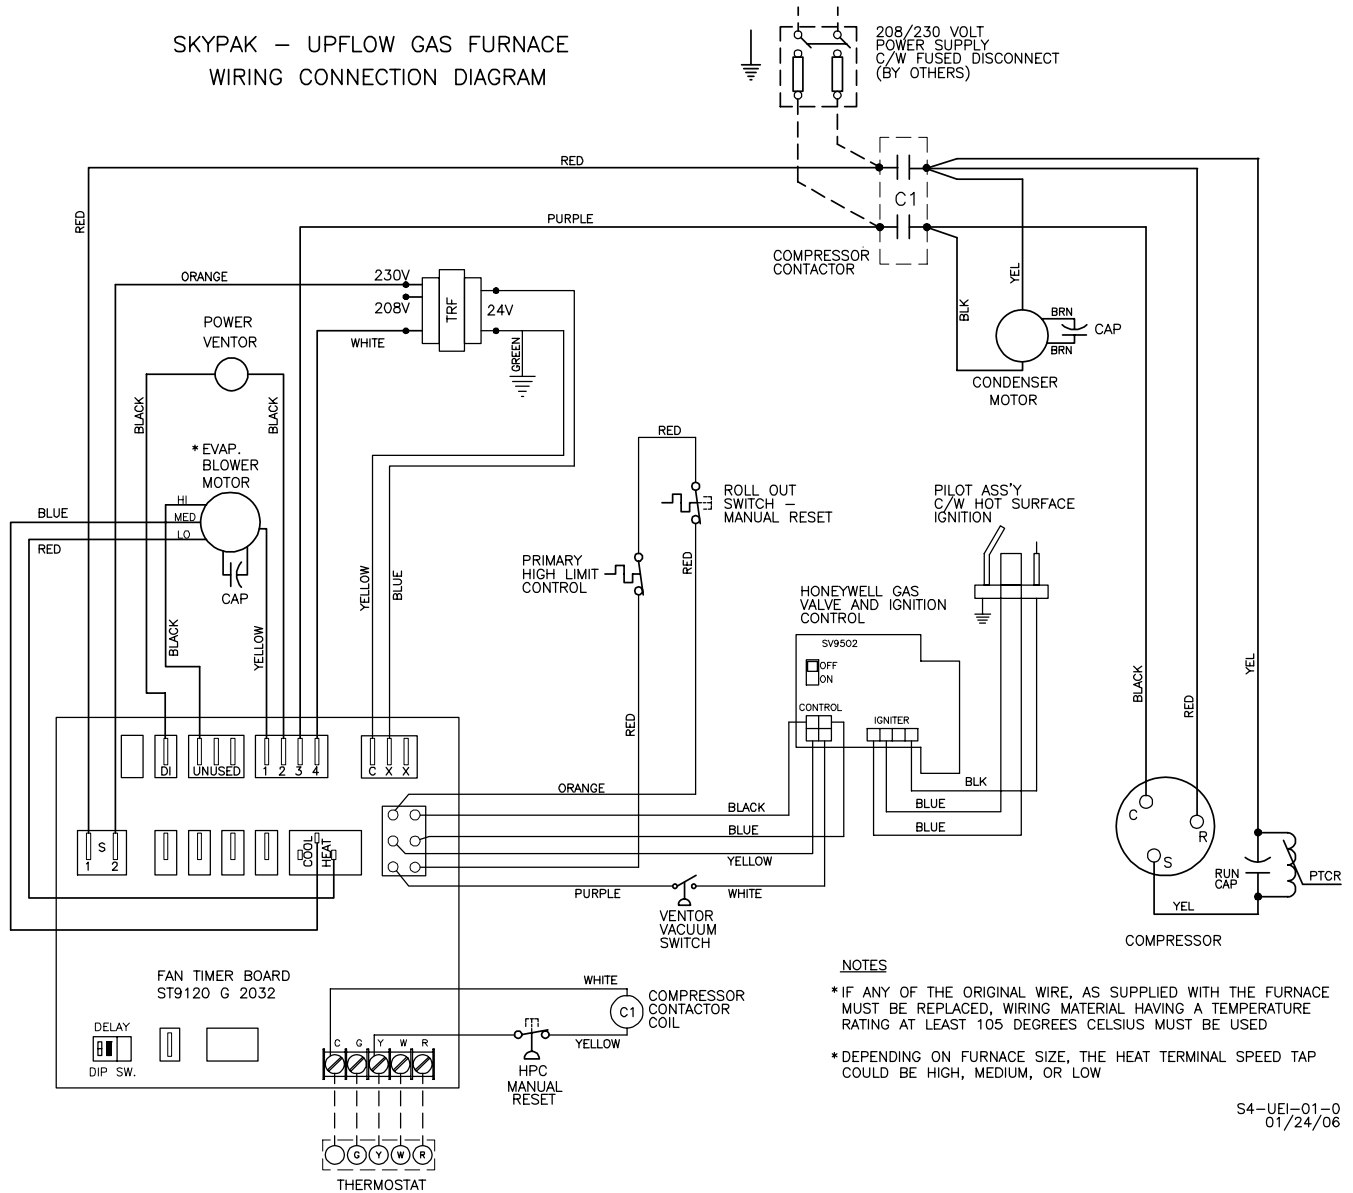 SKYPAK – UPFLOW GAS FURNACE
WIRING CONNECTION DIAGRAM
208/230 VOLT
POWER SUPPLY
C/W FUSED DISCONNECT
(BY OTHERS)
RED
RED
C1
PURPLE
COMPRESSOR
CONTACTOR
ORANGE
230V
208V
TRF
24V
WHITE
GREEN
YEL
BLK
BRN
CAP
BRN
CONDENSER
MOTOR
POWER
VENTOR
BLACK
BLACK
* EVAP.
BLOWER
MOTOR
HI
MED
LO
BLUE
RED
CAP
RED
ROLL OUT
SWITCH –
MANUAL RESET
PILOT ASS'Y
C/W HOT SURFACE
IGNITION
PRIMARY
HIGH LIMIT
CONTROL
RED
YELLOW
BLUE
HONEYWELL GAS
VALVE AND IGNITION
CONTROL
SV9502
OFF
ON
BLACK
YELLOW
BLACK
RED
YEL
RED
CONTROL
IGNITER
DI
UNUSED
1 2 3 4
C X X
ORANGE
BLK
BLACK
BLUE
BLUE
BLUE
YELLOW
S
1 2
COOL
HEAT
C
R
S
RUN
CAP
PTCR
YEL
PURPLE
WHITE
VENTOR
VACUUM
SWITCH
COMPRESSOR
FAN TIMER BOARD
ST9120 G 2032
WHITE
C1
COMPRESSOR
CONTACTOR
COIL
YELLOW
DELAY
DIP SW.
C G Y W R
HPC
MANUAL
RESET
G Y W R
THERMOSTAT
NOTES
* IF ANY OF THE ORIGINAL WIRE, AS SUPPLIED WITH THE FURNACE
MUST BE REPLACED, WIRING MATERIAL HAVING A TEMPERATURE
RATING AT LEAST 105 DEGREES CELSIUS MUST BE USED
* DEPENDING ON FURNACE SIZE, THE HEAT TERMINAL SPEED TAP
COULD BE HIGH, MEDIUM, OR LOW
S4-UEI-01-0
01/24/06